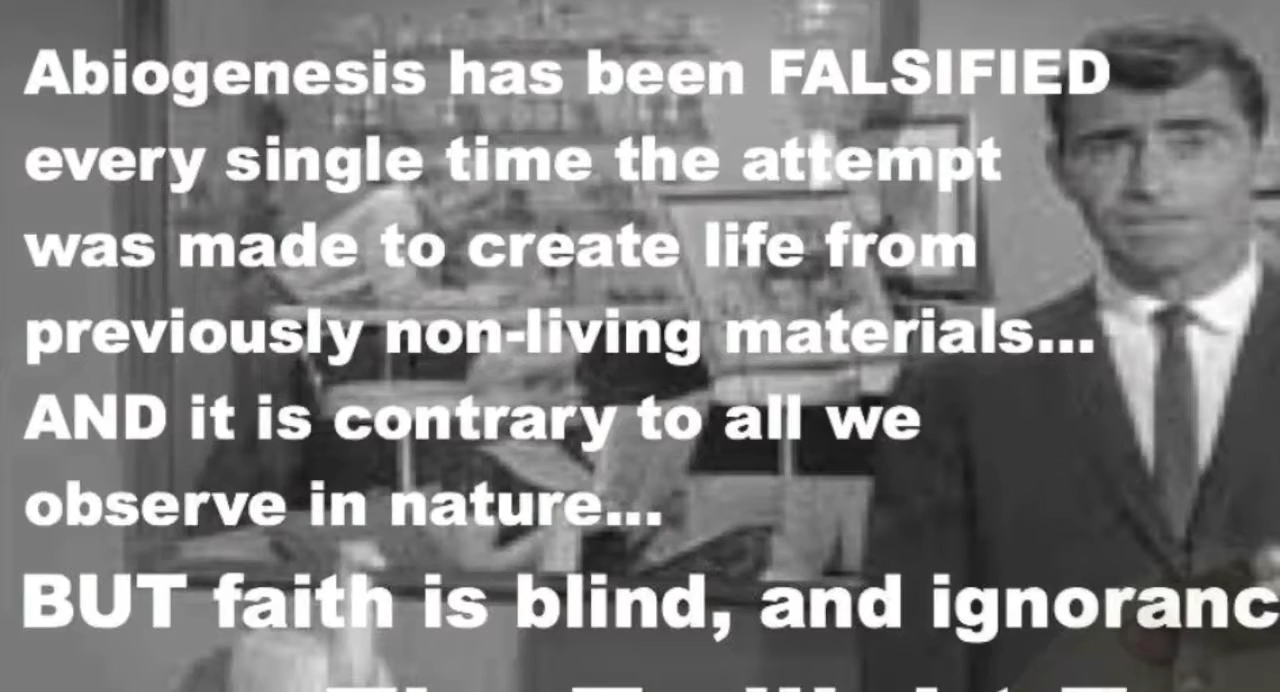 Abiogenesis has been FALSIFIED
every single time the attempt
was made to create life from
previously non-living materials...
AND it is contrary to all we
observe in nature...
BUT faith is blind, and ignoranc